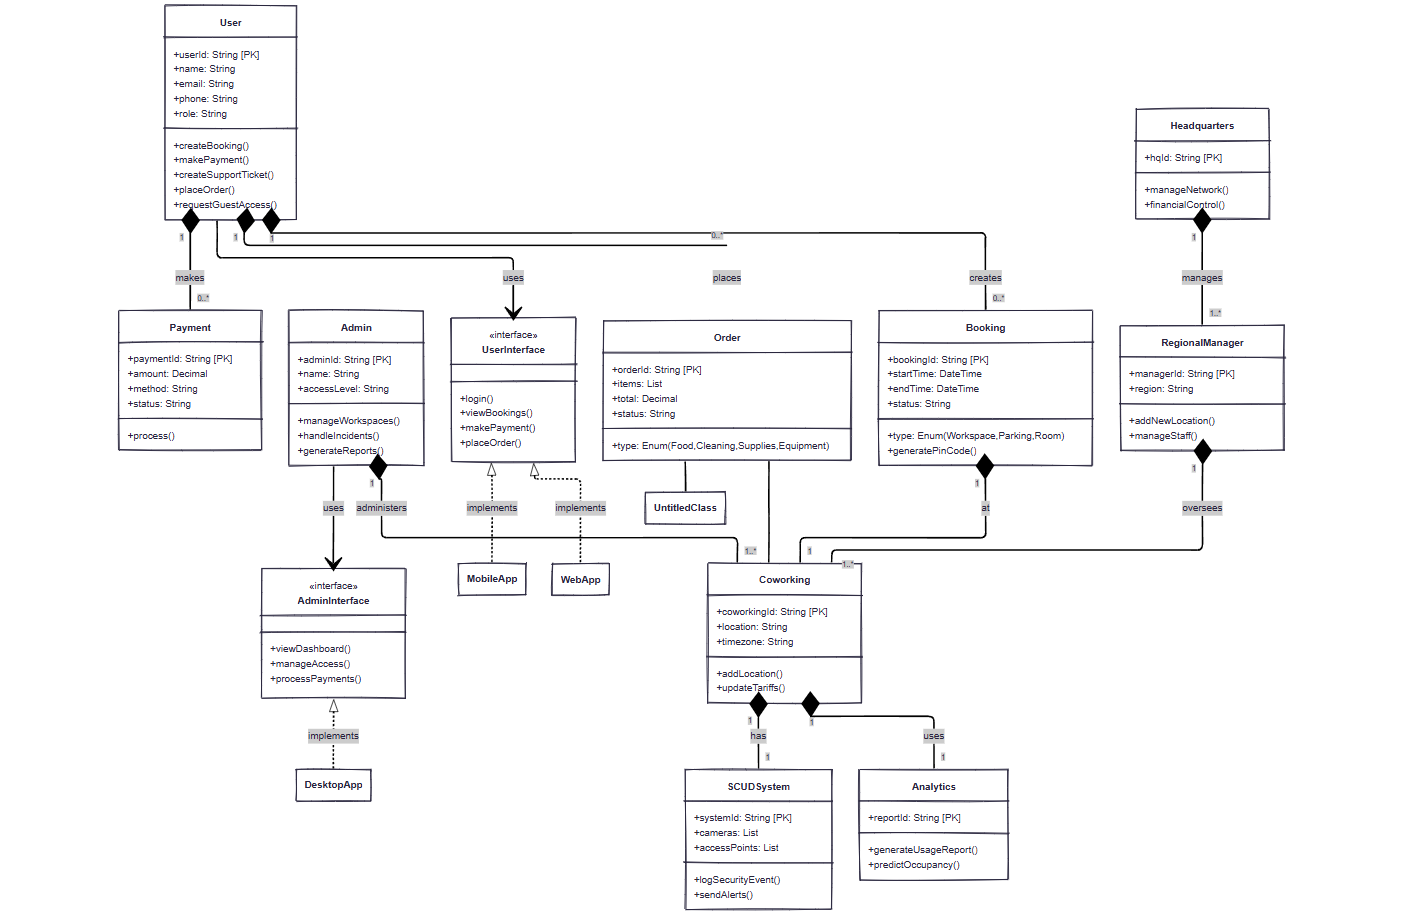 User
+userId: String [PK]
+name: String
+email: String
+phone: String
+role: String
+createBooking()
+makePayment()
+createSupportTicket()
+placeOrder()
+requestGuestAccess()
1
1
1
0..*
makes
uses
places
creates
0..*
0..*
Headquarters
+hqId: String [PK]
+manageNetwork()
+financialControl()
1
manages
1..*
Payment
+paymentId: String [PK]
+amount: Decimal
+method: String
+status: String
+process()
Admin
+adminId: String [PK]
+name: String
+accessLevel: String
+manageWorkspaces()
+handleIncidents()
+generateReports()
1
«interface»
UserInterface
+login()
+viewBookings()
+makePayment()
+placeOrder()
Order
+orderId: String [PK]
+items: List
+total: Decimal
+status: String
+type: Enum(Food,Cleaning,Supplies,Equipment)
Booking
+bookingId: String [PK]
+startTime: DateTime
+endTime: DateTime
+status: String
+type: Enum(Workspace,Parking,Room)
+generatePinCode()
1
RegionalManager
+managerId: String [PK]
+region: String
+addNewLocation()
+manageStaff()
1
uses
administers
implements
implements
UntitledClass
at
oversees
1..*
1
1..*
MobileApp
WebApp
«interface»
AdminInterface
+viewDashboard()
+manageAccess()
+processPayments()
implements
DesktopApp
Coworking
+coworkingId: String [PK]
+location: String
+timezone: String
+addLocation()
+updateTariffs()
1
1
has
uses
1
1
SCUDSystem
+systemId: String [PK]
+cameras: List
+accessPoints: List
+logSecurityEvent()
+sendAlerts()
Analytics
+reportId: String [PK]
+generateUsageReport()
+predictOccupancy()